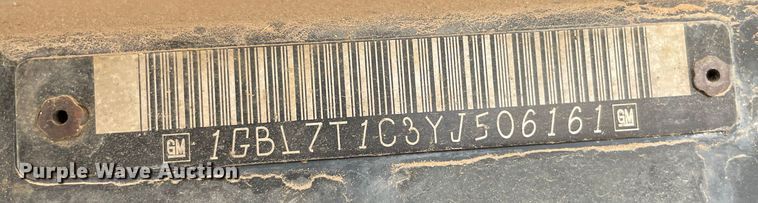 GM 1GBL7T1C3YJ506161 GM
Purple Wave Auction